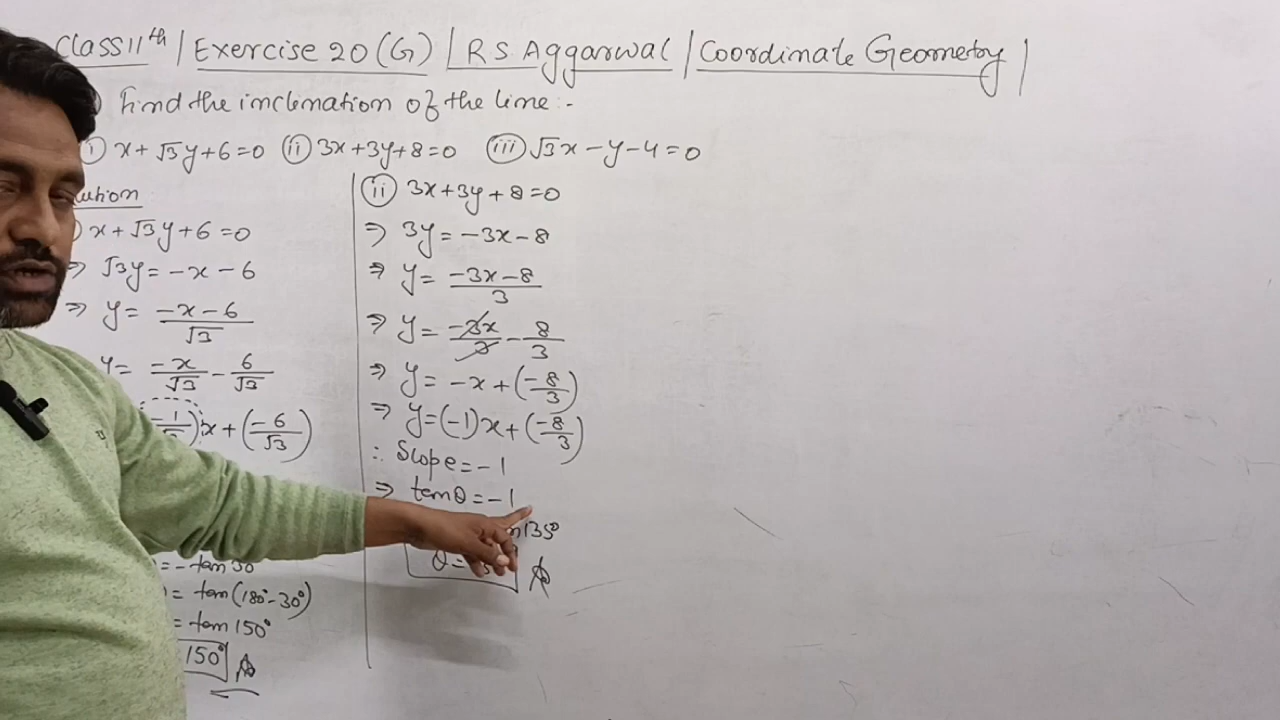 Class 11th | Exercise 20 (G) | RS Aggarwal | Coordinate Geometry |
Find the inclination of the line :-
i) x + √3y + 6 = 0 (ii) 3x + 3y + 8 = 0 (iii) √3x - y - 4 = 0
) x + √3y + 6 = 0
⇒ √3y = -x - 6
⇒ y = (-x - 6)/√3
y = -x/√3 - 6/√3
x + (-6/√3)
= - tan 30
= tan(180° - 30°)
= tan 150°
150°
(ii) 3x + 3y + 8 = 0
⇒ 3y = -3x - 8
⇒ y = (-3x - 8)/3
⇒ y = -3x/3 - 8/3
⇒ y = -x + (-8/3)
⇒ y = (-1)x + (-8/3)
∴ Slope = -1
⇒ tanθ = -1
135°
θ =